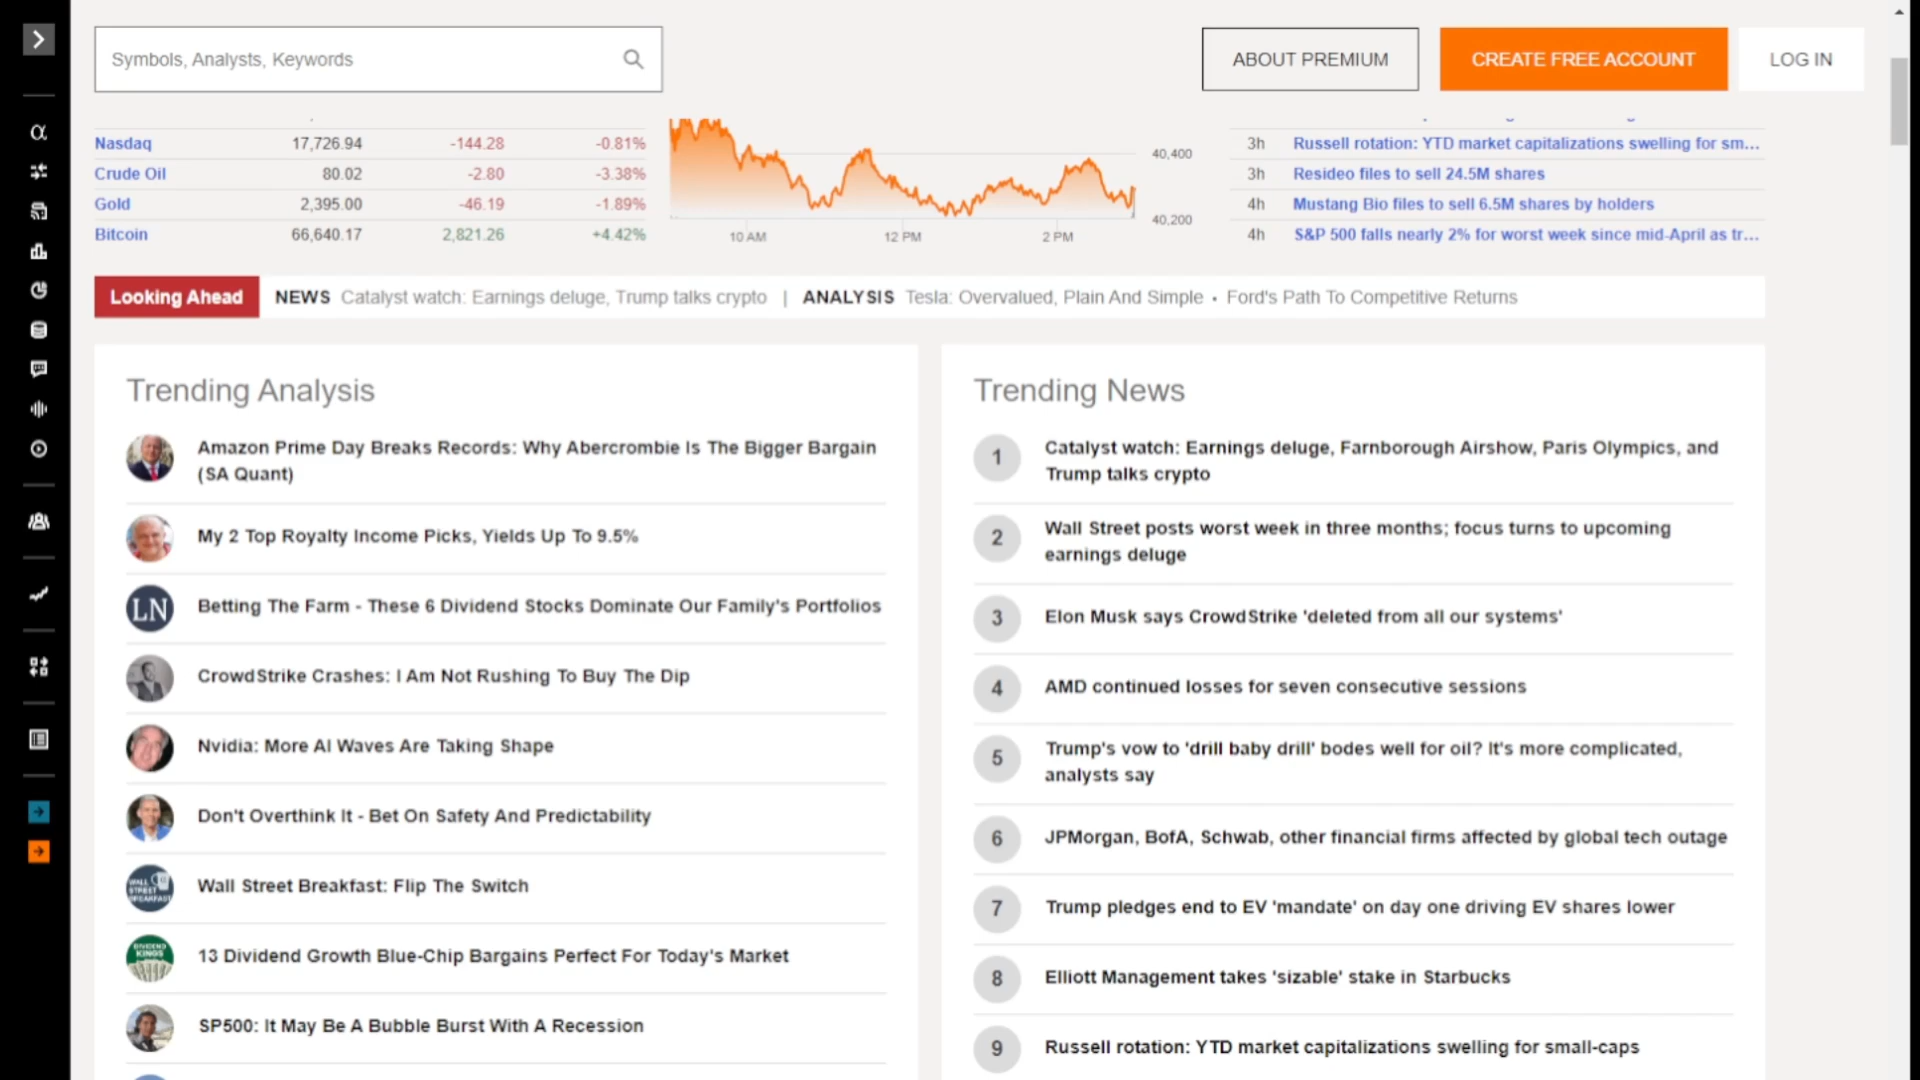 Symbols, Analysts, Keywords
ABOUT PREMIUM
CREATE FREE ACCOUNT
LOG IN
Nasdaq 17,726.94 -144.28 -0.81%
Crude Oil 80.02 -2.80 -3.38%
Gold 2,395.00 -46.19 -1.89%
Bitcoin 66,640.17 2,821.26 +4.42%
40,400
40,200
10 AM 12 PM 2 PM
3h Russell rotation: YTD market capitalizations swelling for sm...
3h Resideo files to sell 24.5M shares
4h Mustang Bio files to sell 6.5M shares by holders
4h S&P 500 falls nearly 2% for worst week since mid-April as tr...
Looking Ahead NEWS Catalyst watch: Earnings deluge, Trump talks crypto | ANALYSIS Tesla: Overvalued, Plain And Simple • Ford's Path To Competitive Returns
Trending Analysis
Amazon Prime Day Breaks Records: Why Abercrombie Is The Bigger Bargain
(SA Quant)
My 2 Top Royalty Income Picks, Yields Up To 9.5%
LN
Betting The Farm - These 6 Dividend Stocks Dominate Our Family's Portfolios
CrowdStrike Crashes: I Am Not Rushing To Buy The Dip
Nvidia: More AI Waves Are Taking Shape
Don't Overthink It - Bet On Safety And Predictability
WALL
STREET
BREAKFAST
Wall Street Breakfast: Flip The Switch
DIVIDEND
KINGS
13 Dividend Growth Blue-Chip Bargains Perfect For Today's Market
SP500: It May Be A Bubble Burst With A Recession
Trending News
1 Catalyst watch: Earnings deluge, Farnborough Airshow, Paris Olympics, and
Trump talks crypto
2 Wall Street posts worst week in three months; focus turns to upcoming
earnings deluge
3 Elon Musk says CrowdStrike 'deleted from all our systems'
4 AMD continued losses for seven consecutive sessions
5 Trump's vow to 'drill baby drill' bodes well for oil? It's more complicated,
analysts say
6 JPMorgan, BofA, Schwab, other financial firms affected by global tech outage
7 Trump pledges end to EV 'mandate' on day one driving EV shares lower
8 Elliott Management takes 'sizable' stake in Starbucks
9 Russell rotation: YTD market capitalizations swelling for small-caps